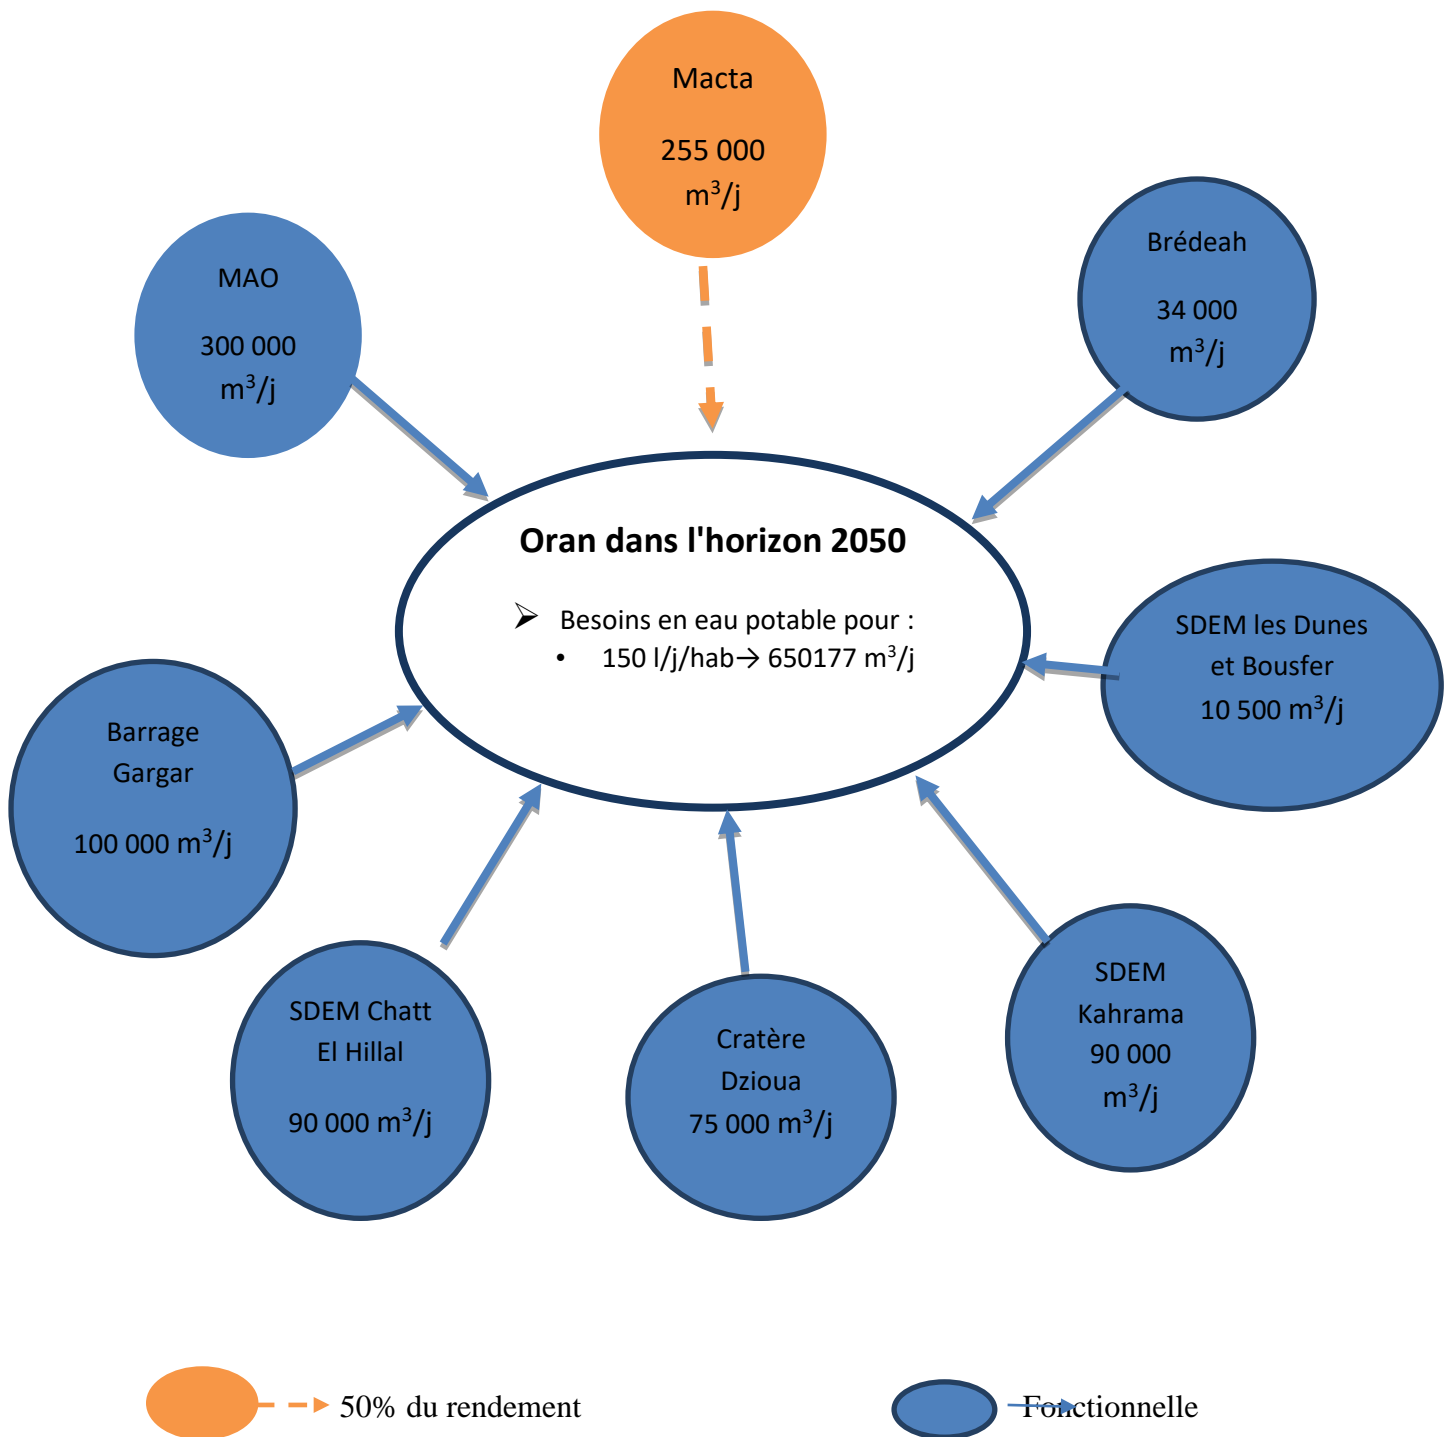 Macta
255 000
m³/j
MAO
300 000
m³/j
Brédeah
34 000
m³/j
Oran dans l'horizon 2050
➢ Besoins en eau potable pour :
• 150 l/j/hab→ 650177 m³/j
SDEM les Dunes
et Bousfer
10 500 m³/j
Barrage
Gargar
100 000 m³/j
SDEM Chatt
El Hillal
90 000 m³/j
Cratère
Dzioua
75 000 m³/j
SDEM
Kahrama
90 000
m³/j
50% du rendement
Fonctionnelle